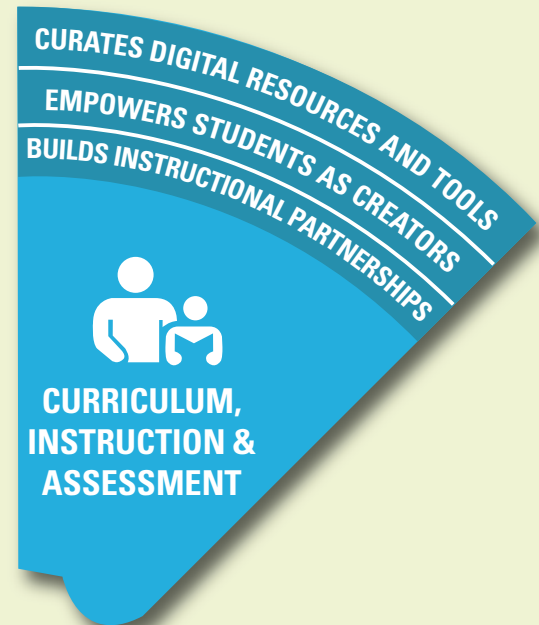 CURATES DIGITAL RESOURCES AND TOOLS
EMPOWERS STUDENTS AS CREATORS
BUILDS INSTRUCTIONAL PARTNERSHIPS
CURRICULUM,
INSTRUCTION &
ASSESSMENT